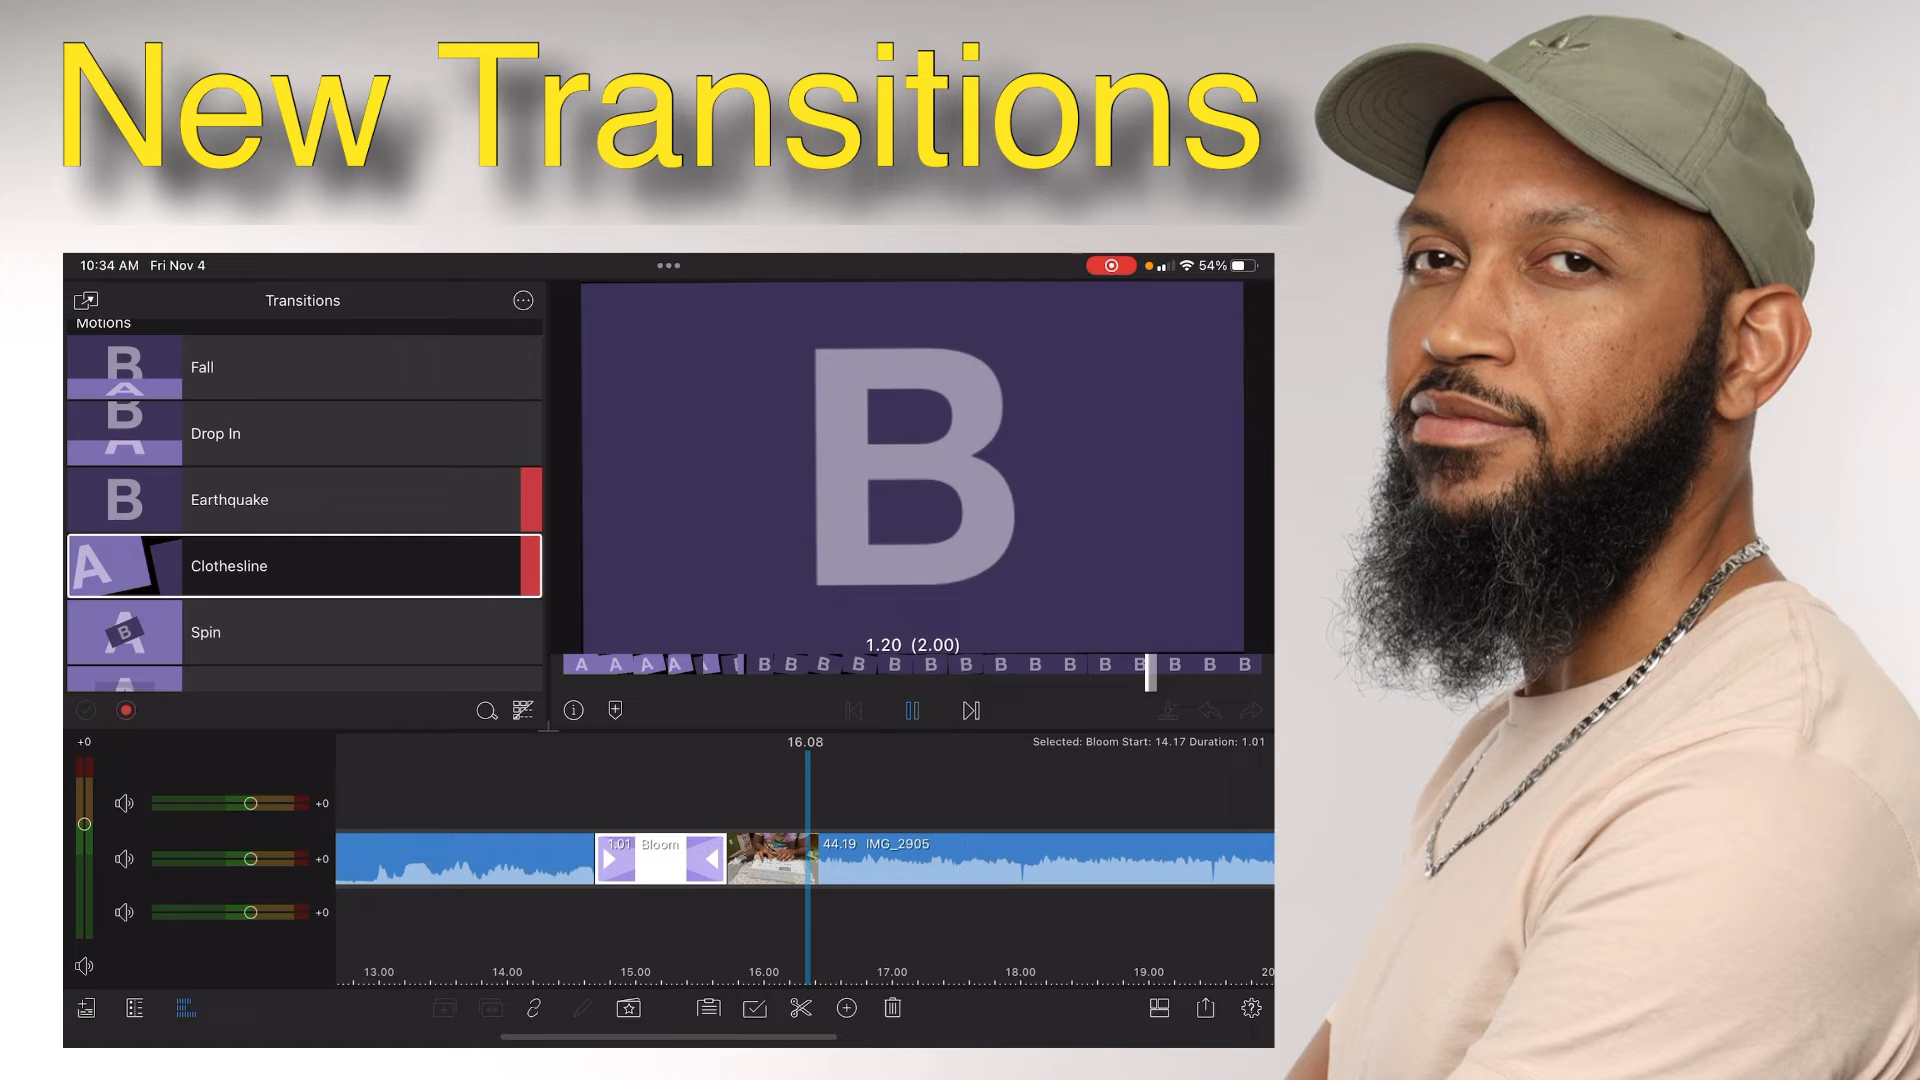 New Transitions
10:34 AM Fri Nov 4
54%
Transitions
Motions
B
A
Fall
B
A
Drop In
B
Earthquake
A
Clothesline
A
B
Spin
A
B
1.20 (2.00)
A A A A B B B B B B B B B B B B B B B
+0
16.08
Selected: Bloom Start: 14.17 Duration: 1.01
+0
1.01 Bloom
44.19 IMG_2905
+0
+0
13.00 14.00 15.00 16.00 17.00 18.00 19.00 20